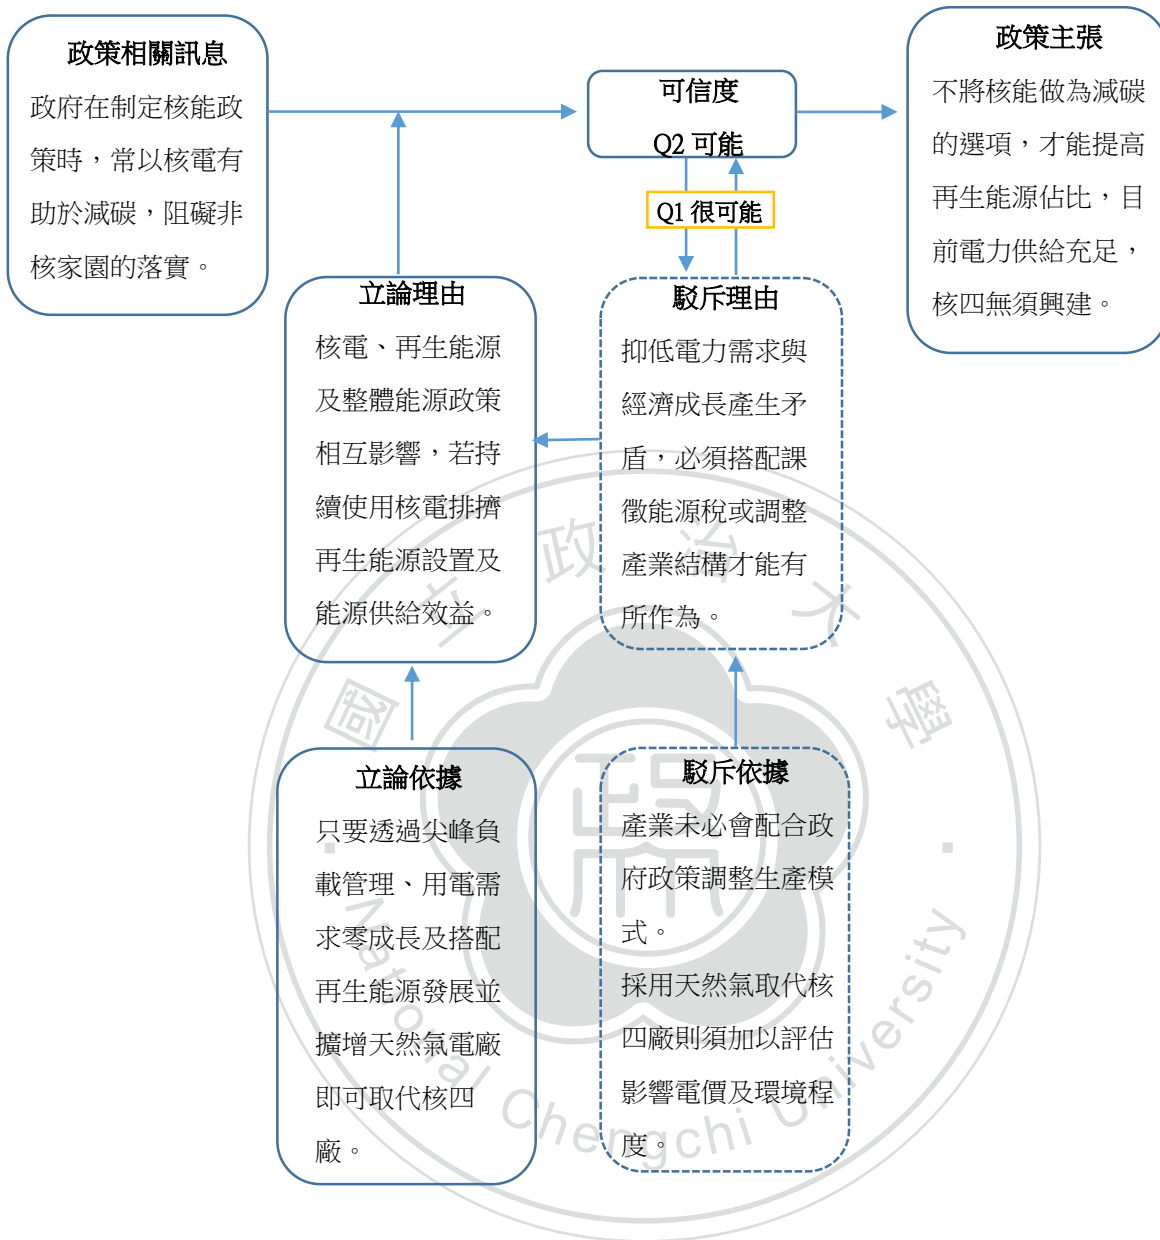 政策相關訊息
政府在制定核能政
策時，常以核電有
助於減碳，阻礙非
核家園的落實。
可信度
Q2 可能
Q1 很可能
政策主張
不將核能做為減碳
的選項，才能提高
再生能源佔比，目
前電力供給充足，
核四無須興建。
立論理由
核電、再生能源
及整體能源政策
相互影響，若持
續使用核電排擠
再生能源設置及
能源供給效益。
駁斥理由
抑低電力需求與
經濟成長產生矛
盾，必須搭配課
徵能源稅或調整
產業結構才能有
所作為。
立論依據
只要透過尖峰負
載管理、用電需
求零成長及搭配
再生能源發展並
擴增天然氣電廠
即可取代核四
廠。
駁斥依據
產業未必會配合政
府政策調整生產模
式。
採用天然氣取代核
四廠則須加以評估
影響電價及環境程
度。
國立政治大學
National Chengchi University